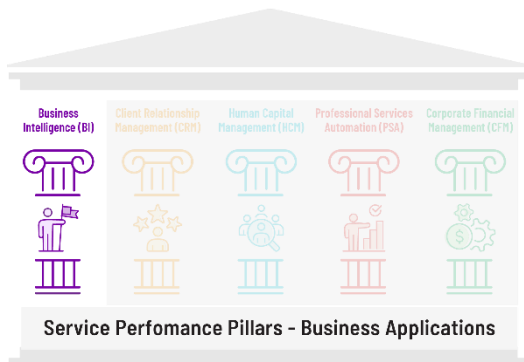 Business
Intelligence (BI)
Client Relationship
Management (CRM)
Human Capital
Management (HCM)
Professional Services
Automation (PSA)
Corporate Financial
Management (CFM)
$
Service Perfomance Pillars - Business Applications